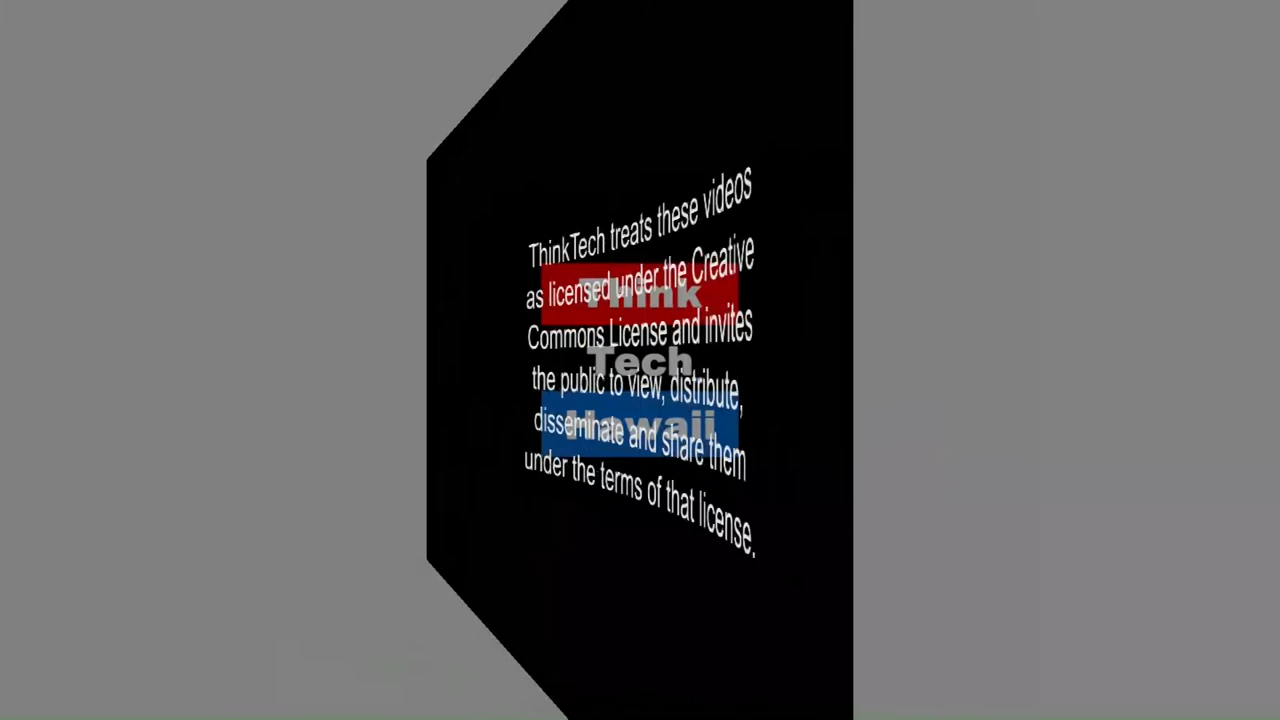 ThinkTech treats these videos
as licensed under the Creative
Commons License and invites
the public to view, distribute,
disseminate and share them
under the terms of that license.
Think
Tech
Hawaii